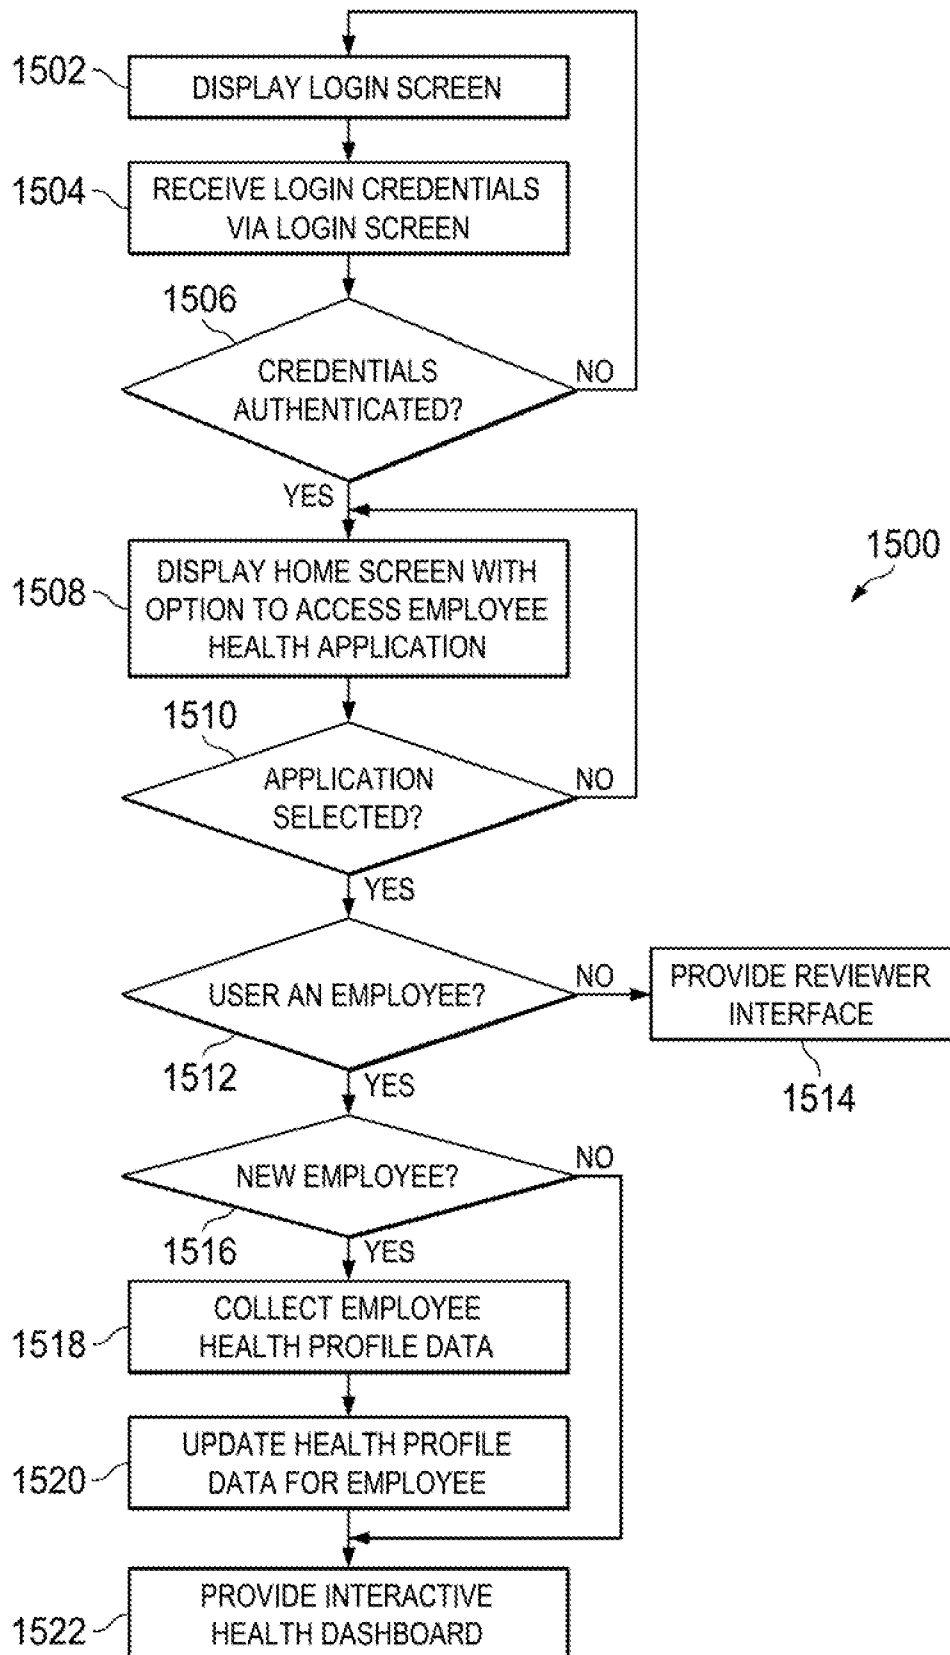 1502
DISPLAY LOGIN SCREEN
1504
RECEIVE LOGIN CREDENTIALS
VIA LOGIN SCREEN
1506
CREDENTIALS
AUTHENTICATED?
NO
YES
1500
1508
DISPLAY HOME SCREEN WITH
OPTION TO ACCESS EMPLOYEE
HEALTH APPLICATION
1510
APPLICATION
SELECTED?
NO
YES
USER AN EMPLOYEE?
NO
1512
YES
PROVIDE REVIEWER
INTERFACE
1514
NEW EMPLOYEE?
NO
1516
YES
1518
COLLECT EMPLOYEE
HEALTH PROFILE DATA
1520
UPDATE HEALTH PROFILE
DATA FOR EMPLOYEE
1522
PROVIDE INTERACTIVE
HEALTH DASHBOARD